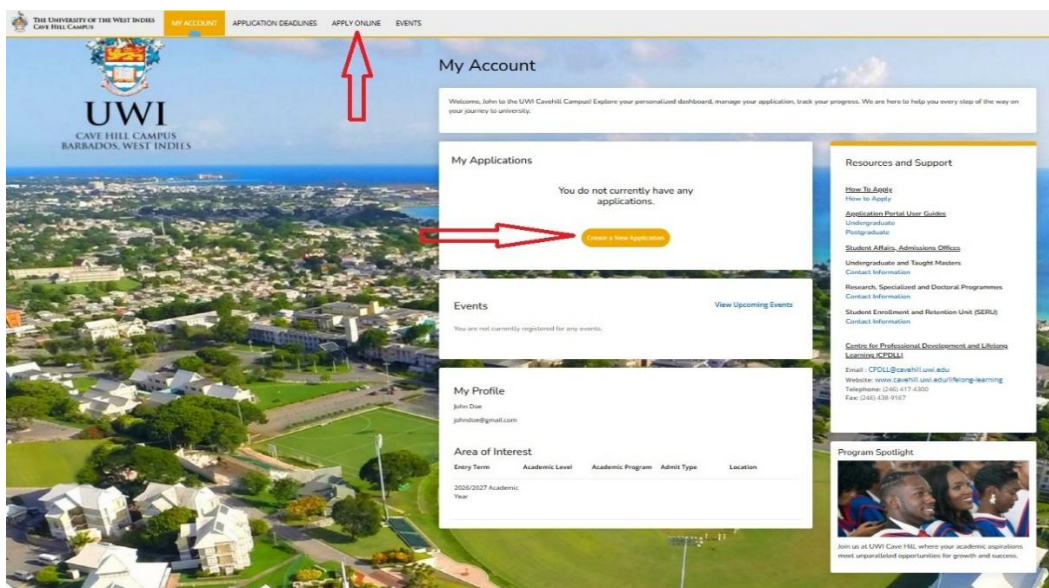 THE UNIVERSITY OF THE WEST INDIES
CAVE HILL CAMPUS
MY ACCOUNT
APPLICATION DEADLINES
APPLY ONLINE
EVENTS
UWI
CAVE HILL CAMPUS
BARBADOS, WEST INDIES
My Account
Welcome, John to the UWI Cavehill Campus! Explore your personalized dashboard, manage your application, track your progress. We are here to help you every step of the way on
your journey to university.
My Applications
You do not currently have any
applications.
Create a New Application
Events
View Upcoming Events
You are not currently registered for any events.
My Profile
John Doe
johndoe@gmail.com
Area of Interest
Entry Term Academic Level Academic Program Admit Type Location
2026/2027 Academic
Year
Resources and Support
How To Apply
How to Apply
Application Portal User Guides
Undergraduate
Postgraduate
Student Affairs, Admissions Offices
Undergraduate and Taught Masters
Contact Information
Research, Specialized and Doctoral Programmes
Contact Information
Student Enrollment and Retention Unit (SERU)
Contact Information
Centre for Professional Development and Lifelong
Learning (CPDLL)
Email : CPDLL@cavehill.uwi.edu
Website: www.cavehill.uwi.edu/lifelong-learning
Telephone: (246) 417-4300
Fax: (246) 438-9167
Program Spotlight
Join us at UWI Cave Hill, where your academic aspirations
meet unparalleled opportunities for growth and success.